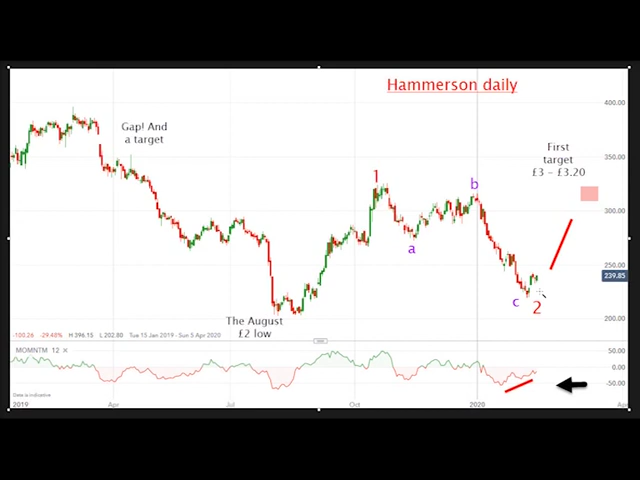 Hammerson daily
400.00
Gap! And
a target
First
target
£3 – £3.20
350.00
1
b
300.00
a
250.00
239.85
c
2
The August
£2 low
200.00
-100.26 -29.48% H 396.15 L 202.80 Tue 15 Jan 2019 - Sun 5 Apr 2020
MOMNTM 12 ×
50.00
0.00
-50.00
Data is indicative
2019 Apr Jul Oct 2020 Apr